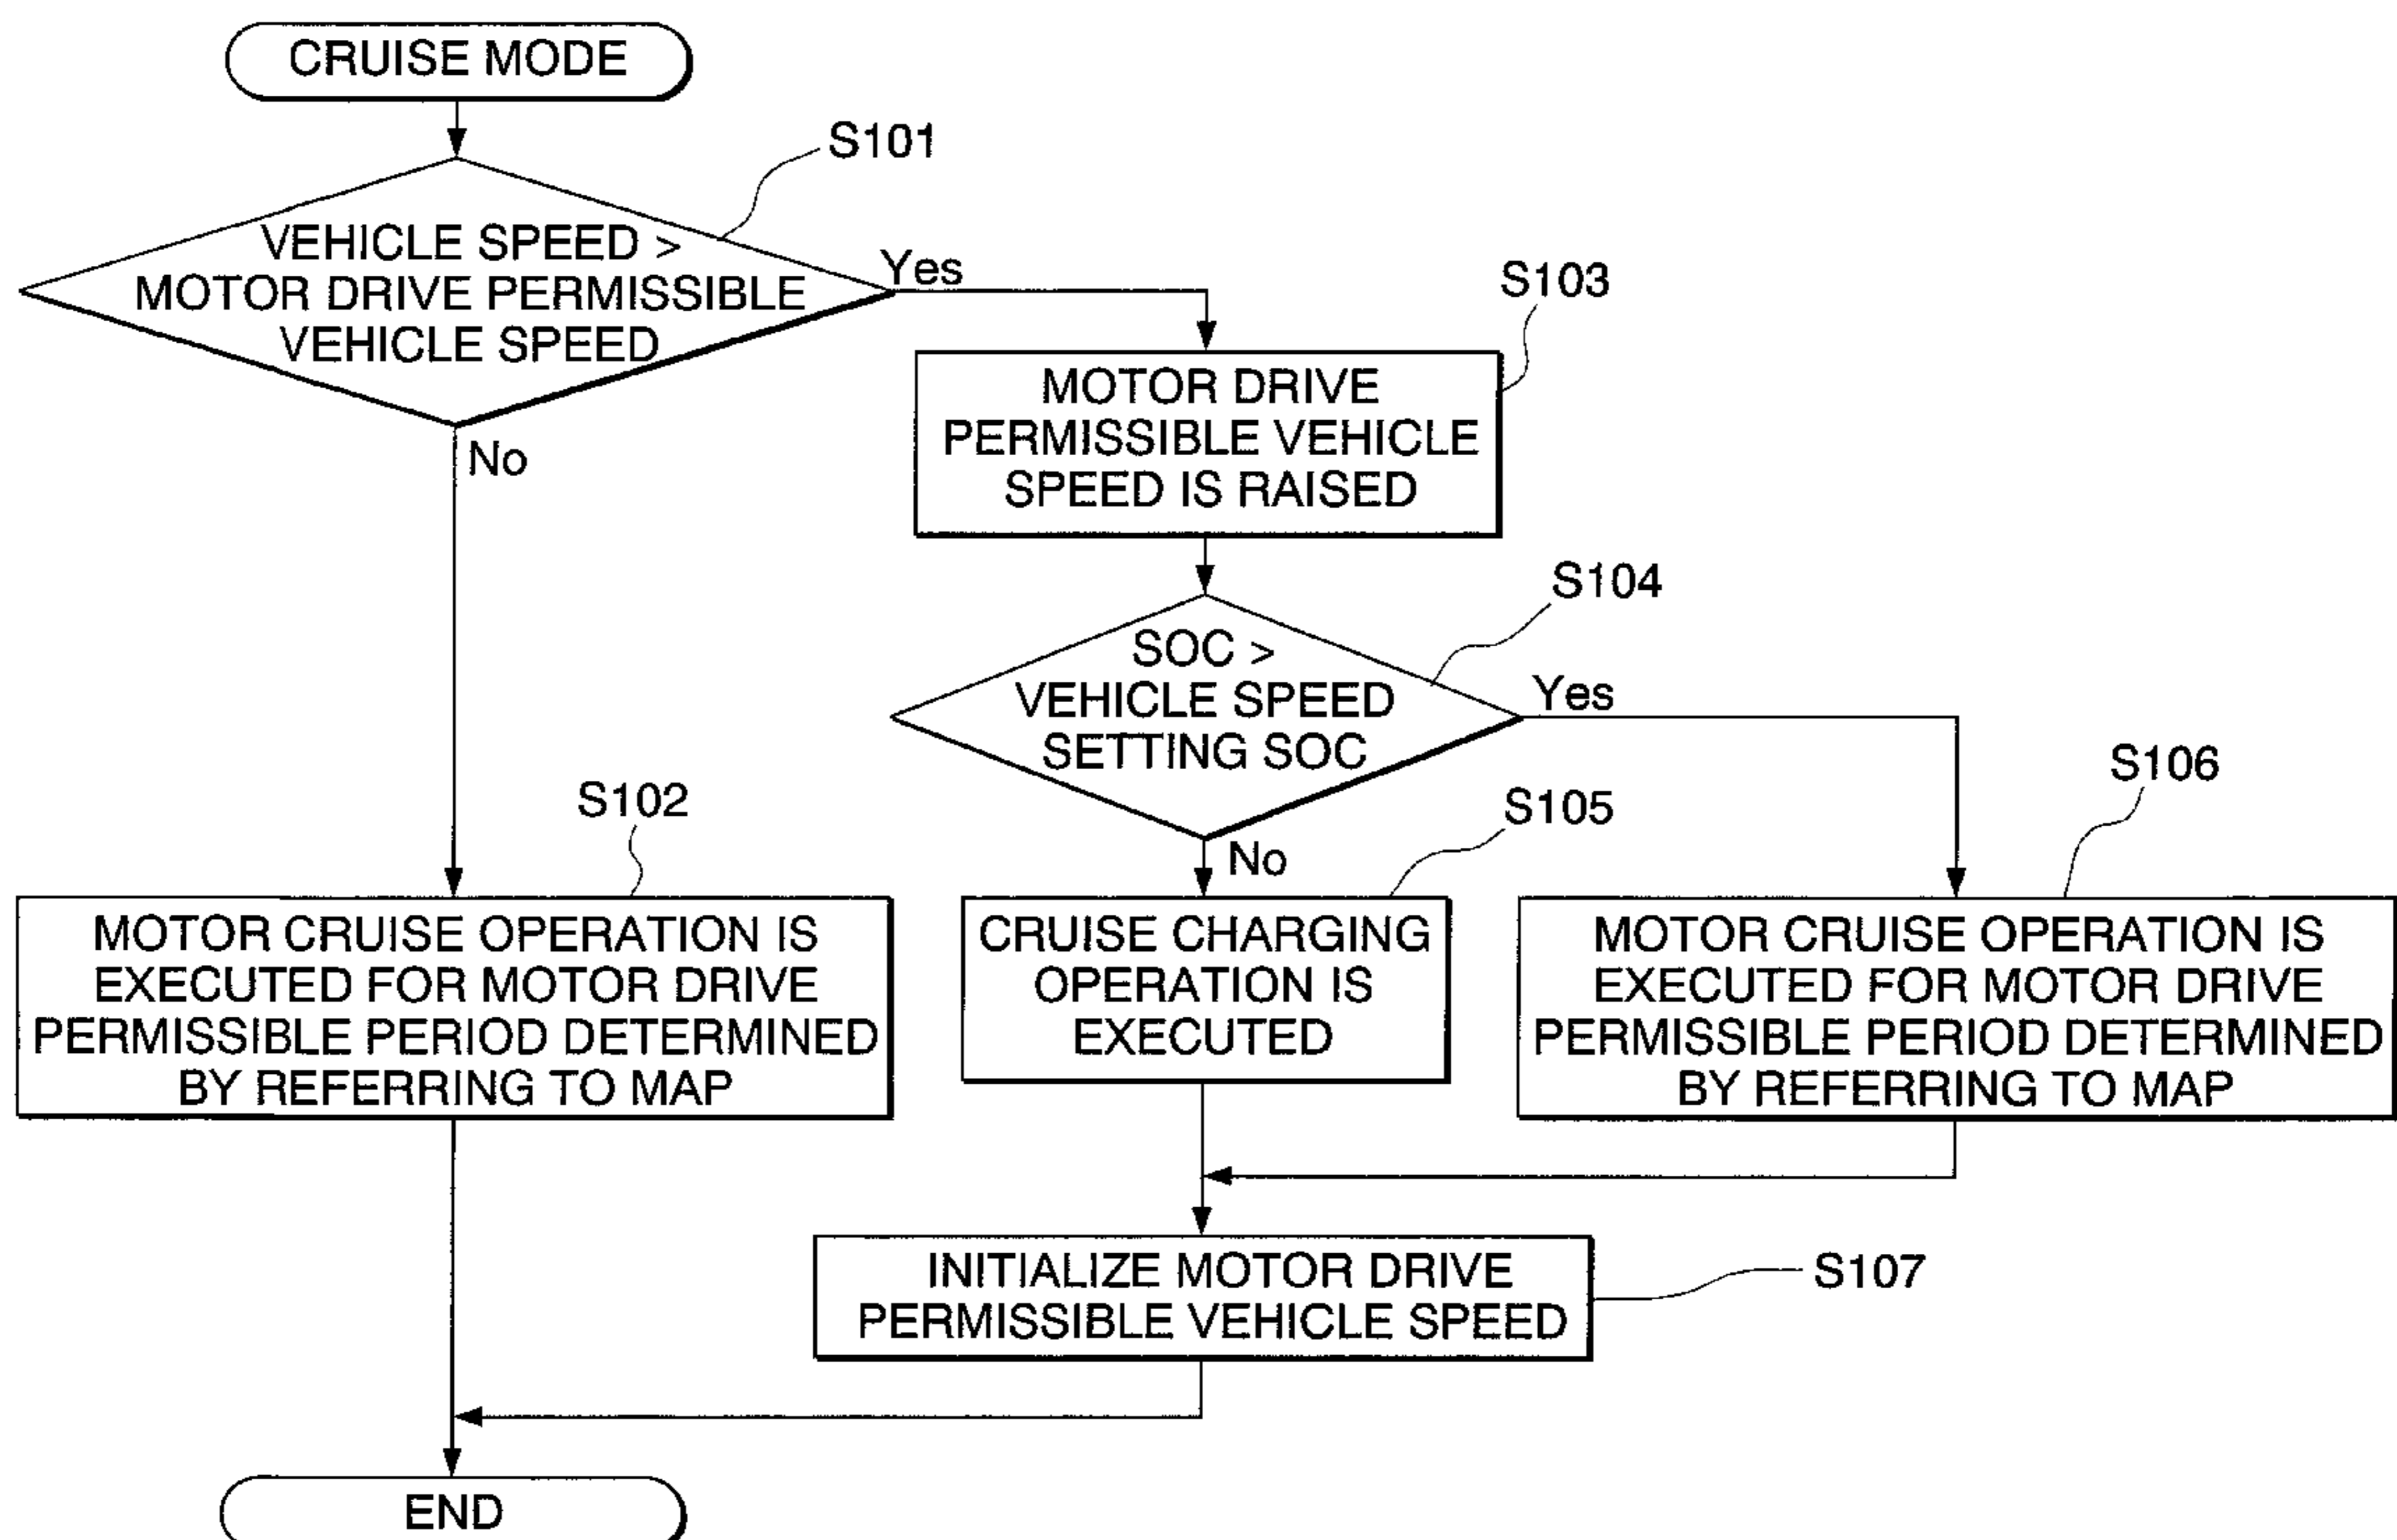 CRUISE MODE
S101
VEHICLE SPEED >
MOTOR DRIVE PERMISSIBLE
VEHICLE SPEED
Yes
No
S103
MOTOR DRIVE
PERMISSIBLE VEHICLE
SPEED IS RAISED
S104
SOC >
VEHICLE SPEED
SETTING SOC
Yes
No
S102
MOTOR CRUISE OPERATION IS
EXECUTED FOR MOTOR DRIVE
PERMISSIBLE PERIOD DETERMINED
BY REFERRING TO MAP
S105
CRUISE CHARGING
OPERATION IS
EXECUTED
S106
MOTOR CRUISE OPERATION IS
EXECUTED FOR MOTOR DRIVE
PERMISSIBLE PERIOD DETERMINED
BY REFERRING TO MAP
INITIALIZE MOTOR DRIVE
PERMISSIBLE VEHICLE SPEED
S107
END